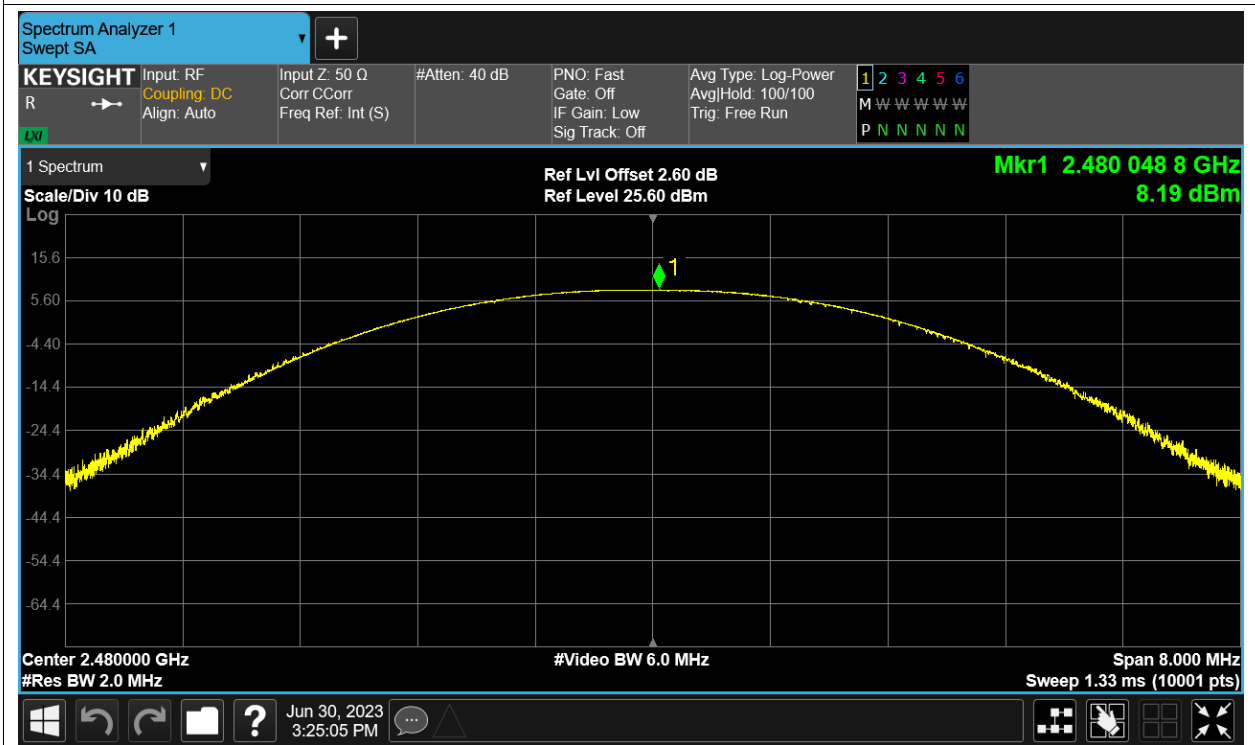 Spectrum Analyzer 1
Swept SA
KEYSIGHT
R
LXI
Input: RF
Coupling: DC
Align: Auto
Input Z: 50 Ω
Corr CCorr
Freq Ref: Int (S)
#Atten: 40 dB
PNO: Fast
Gate: Off
IF Gain: Low
Sig Track: Off
Avg Type: Log-Power
Avg|Hold: 100/100
Trig: Free Run
1 2 3 4 5 6
M W W W W W
P N N N N N
1 Spectrum
Scale/Div 10 dB
Log
Ref Lvl Offset 2.60 dB
Ref Level 25.60 dBm
Mkr1 2.480 048 8 GHz
8.19 dBm
1
15.6
5.60
-4.40
-14.4
-24.4
-34.4
-44.4
-54.4
-64.4
Center 2.480000 GHz
#Res BW 2.0 MHz
#Video BW 6.0 MHz
Span 8.000 MHz
Sweep 1.33 ms (10001 pts)
?
Jun 30, 2023
3:25:05 PM